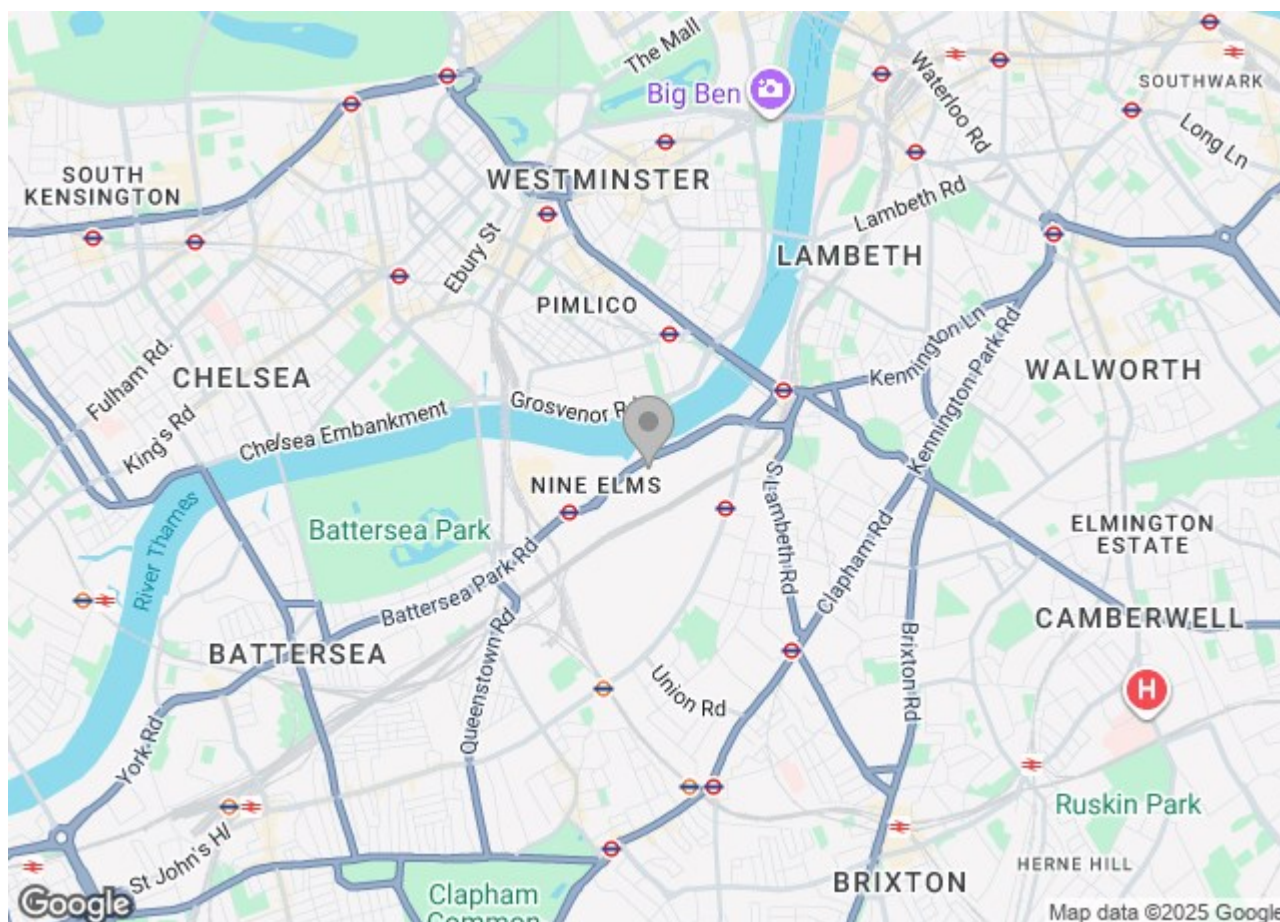 The Mall
Waterloo Rd
SOUTHWARK
Big Ben
Long Ln
SOUTH
KENSINGTON
WESTMINSTER
Lambeth Rd
Ebury St
LAMBETH
PIMLICO
Kennington Ln
Kennington Park Rd
WALWORTH
Fulham Rd.
CHELSEA
King's Rd
Chelsea Embankment
Grosvenor Rd
NINE ELMS
S Lambeth Rd
Clapham Rd
ELMINGTON
ESTATE
Battersea Park
River Thames
Battersea Park Rd
CAMBERWELL
BATTERSEA
Brixton Rd
H
Union Rd
Queenstown Rd
York Rd
Ruskin Park
St John's Hl
HERNE HILL
BRIXTON
Clapham
Common
Google
Map data ©2025 Google